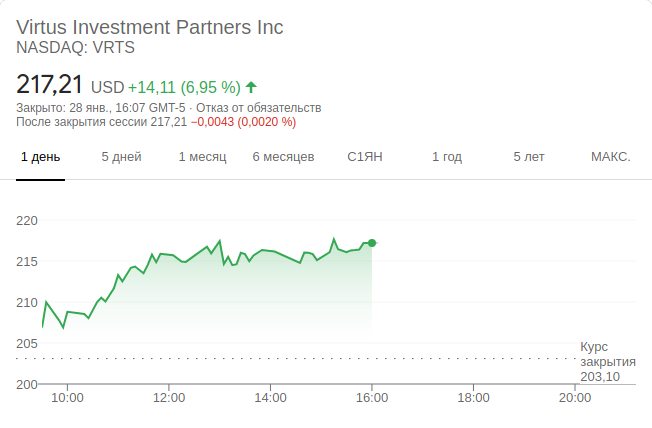 Virtus Investment Partners Inc
NASDAQ: VRTS
217,21 USD +14,11 (6,95 %)
Закрыто: 28 янв., 16:07 GMT-5 · Отказ от обязательств
После закрытия сессии 217,21 −0,0043 (0,0020 %)
1 день 5 дней 1 месяц 6 месяцев С1ЯН 1 год 5 лет МАКС.
220
215
210
205
200
Курс
закрытия
203,10
10:00 12:00 14:00 16:00 18:00 20:00